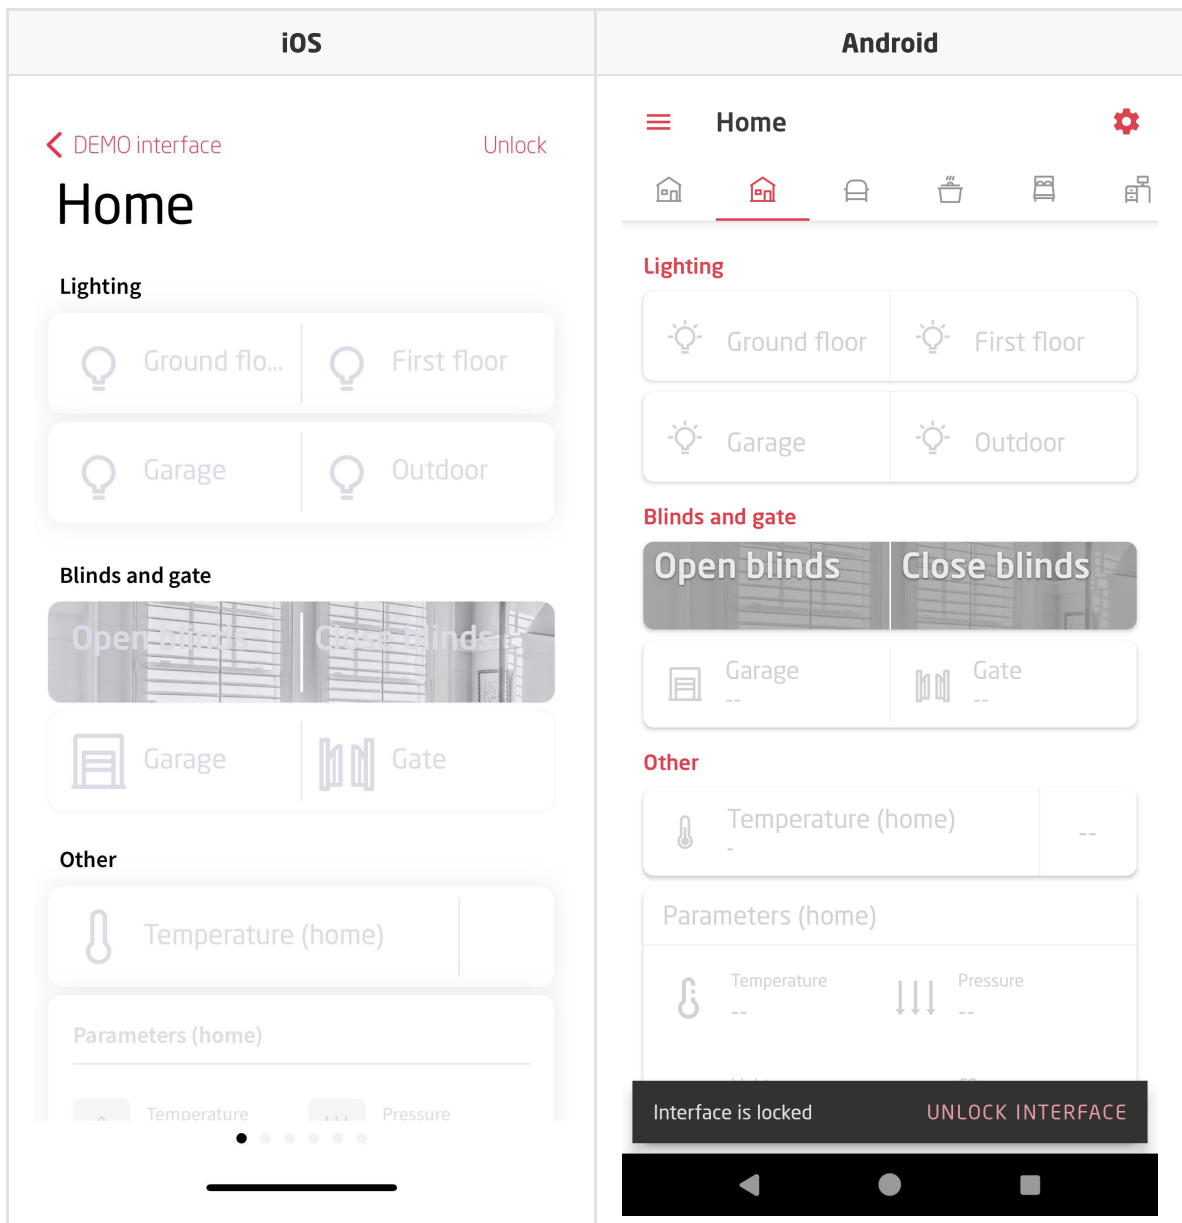 iOS
DEMO interface
Unlock
Home
Lighting
Ground flo...
First floor
Garage
Outdoor
Blinds and gate
Open blinds
Close blinds
Garage
Gate
Other
Temperature (home)
Parameters (home)
Temperature
Pressure
Android
Home
Lighting
Ground floor
First floor
Garage
Outdoor
Blinds and gate
Open blinds
Close blinds
Garage
--
Gate
--
Other
Temperature (home)
-
--
Parameters (home)
Temperature
--
Pressure
--
Interface is locked
UNLOCK INTERFACE